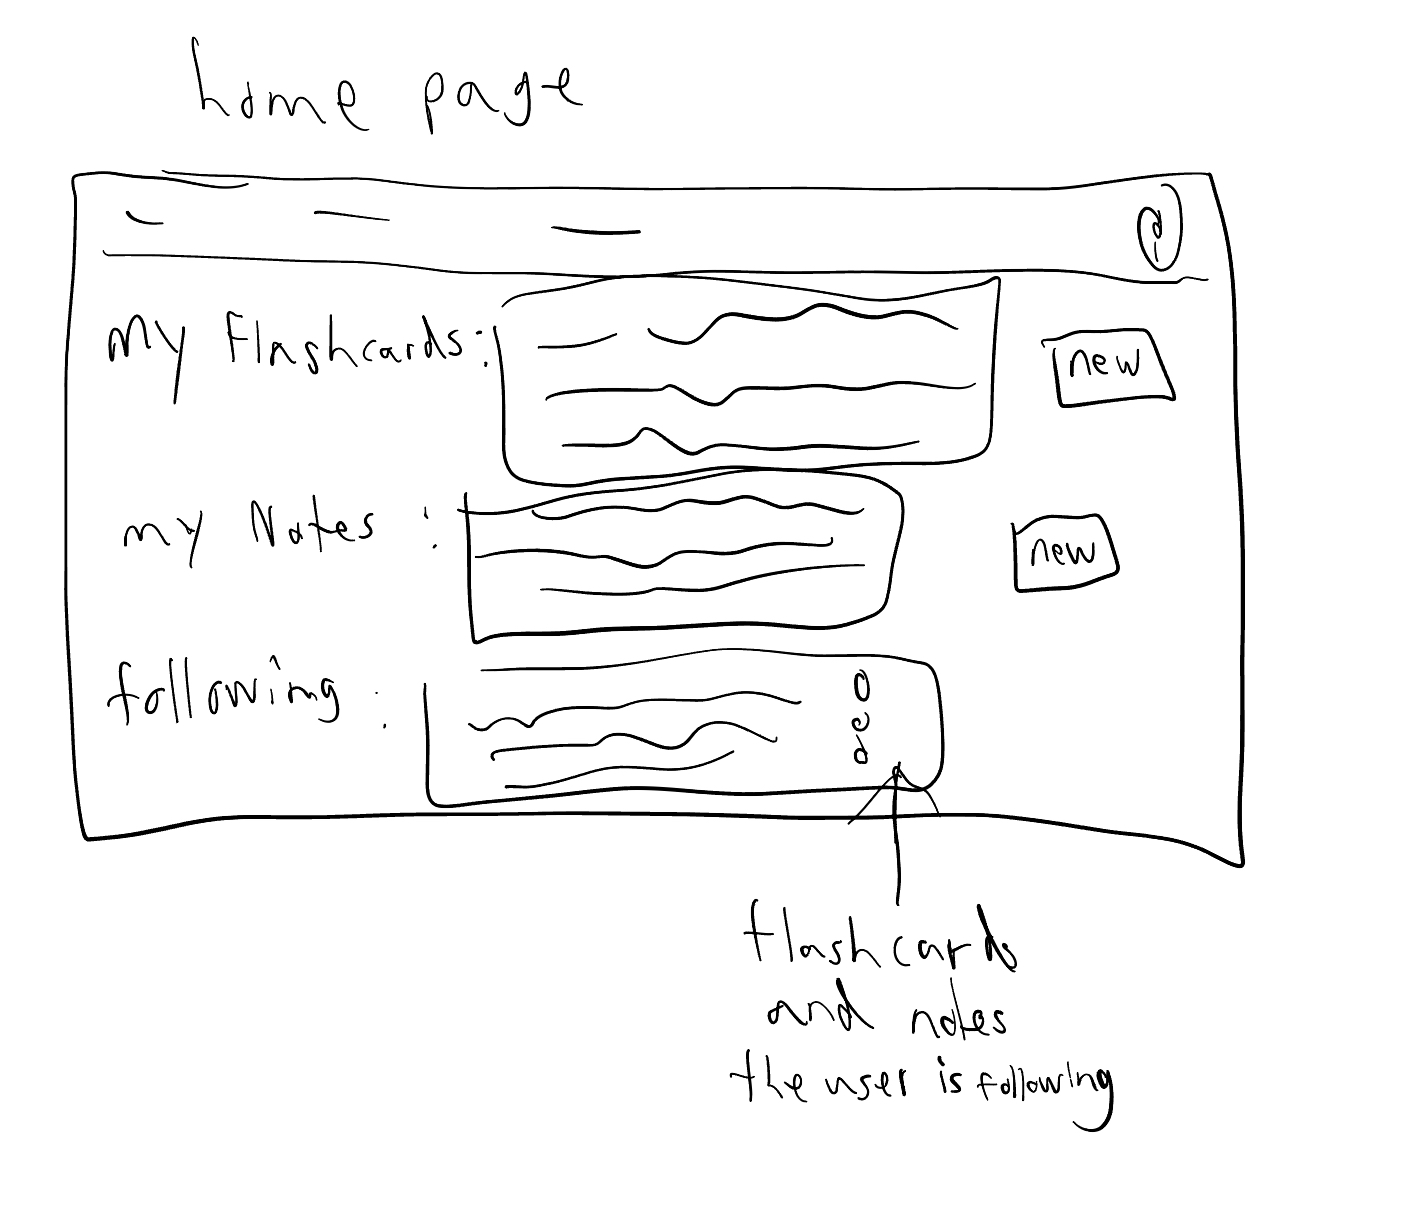 home page
my Flashcards:
new
my Notes :
new
following :
flashcards
and notes
the user is following